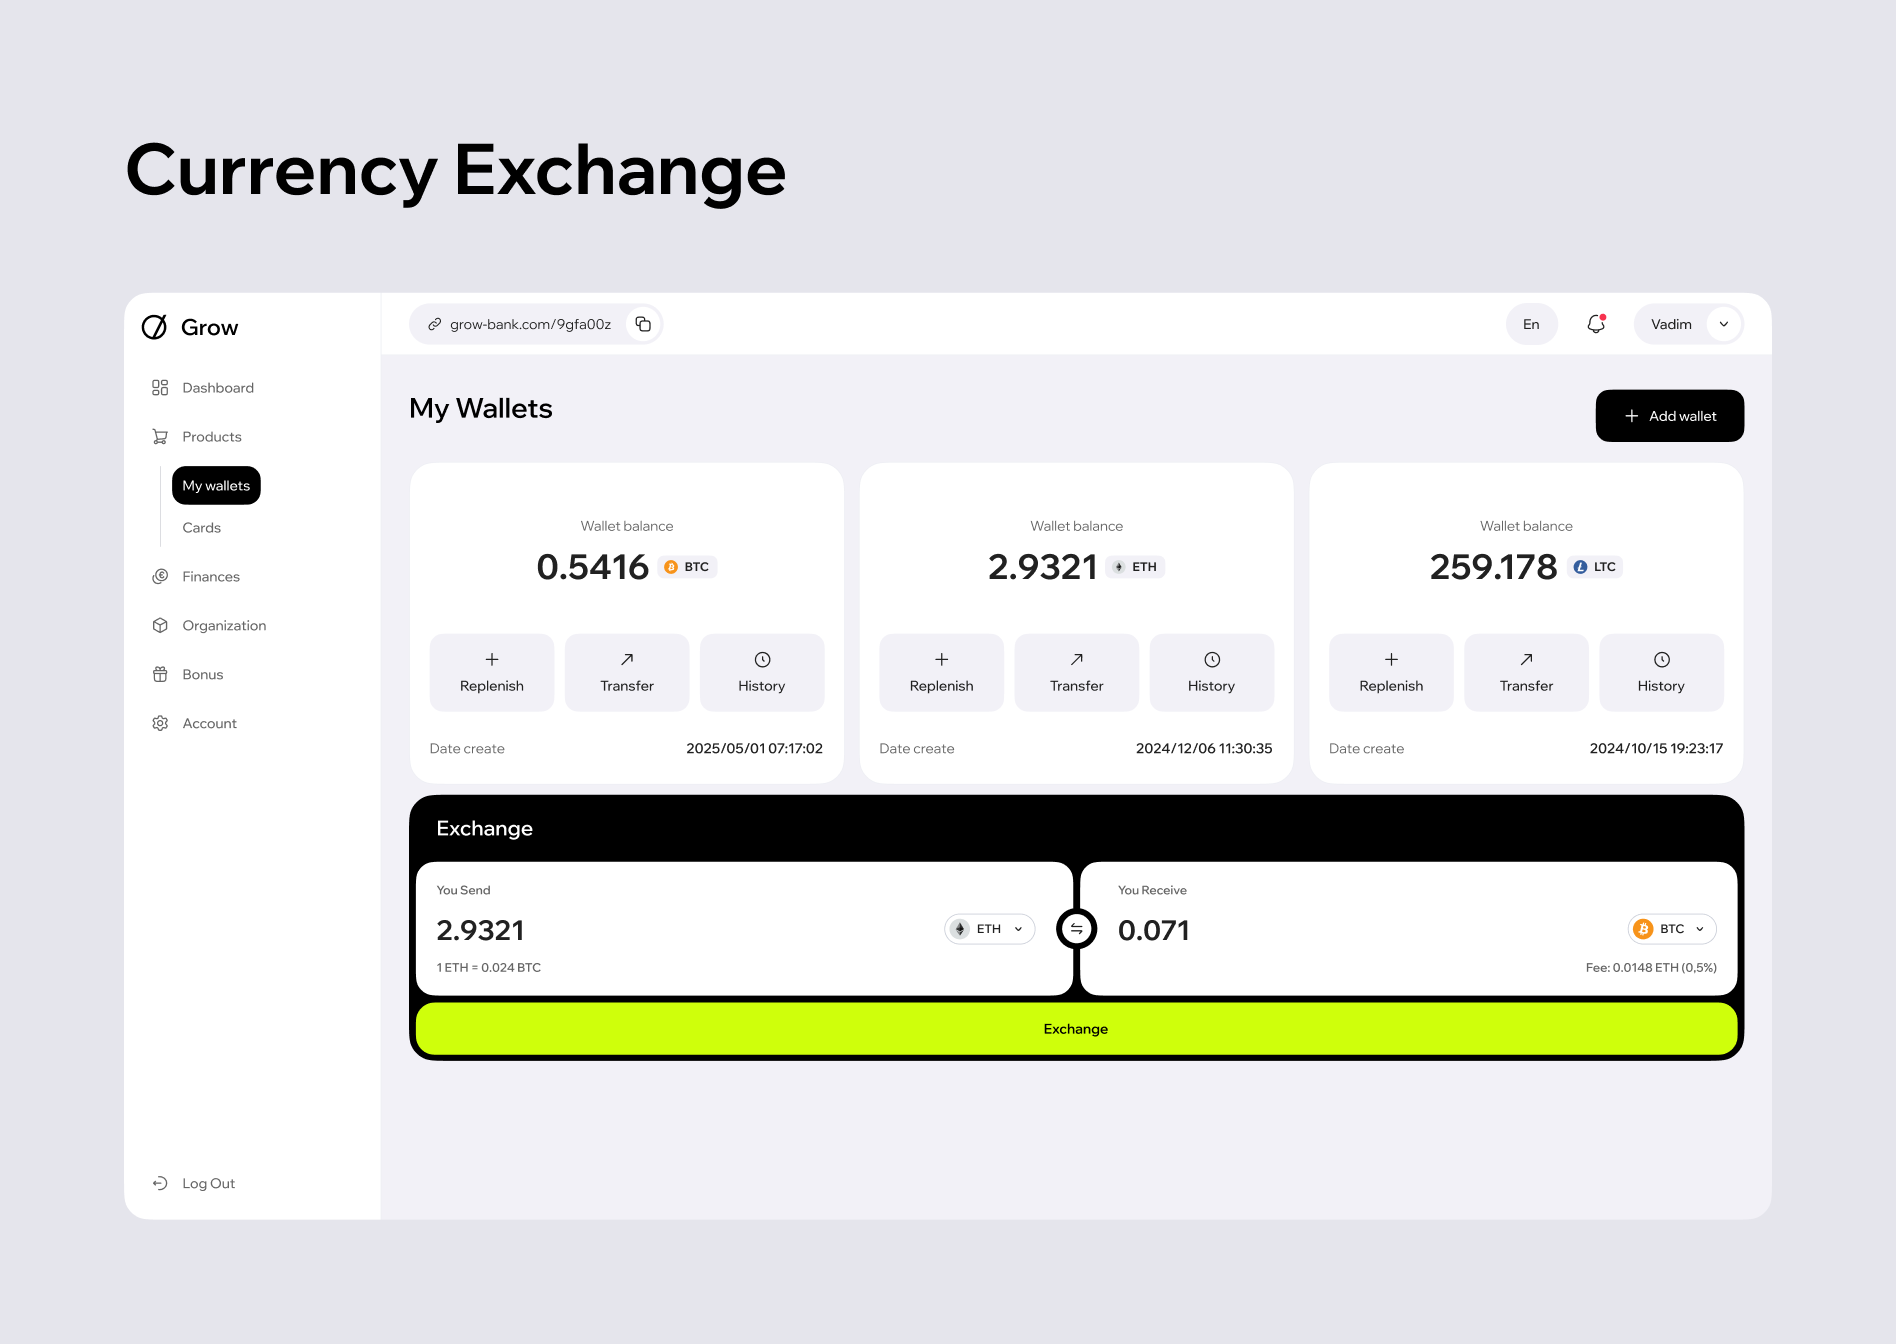 Currency Exchange
Grow
grow-bank.com/9gfa00z
En
Vadim
Dashboard
Products
My wallets
Cards
Finances
Organization
Bonus
Account
Log Out
My Wallets
Add wallet
Wallet balance
0.5416 BTC
Replenish
Transfer
History
Date create 2025/05/01 07:17:02
Wallet balance
2.9321 ETH
Replenish
Transfer
History
Date create 2024/12/06 11:30:35
Wallet balance
259.178 LTC
Replenish
Transfer
History
Date create 2024/10/15 19:23:17
Exchange
You Send
2.9321 ETH
1 ETH = 0.024 BTC
You Receive
0.071 BTC
Fee: 0.0148 ETH (0,5%)
Exchange